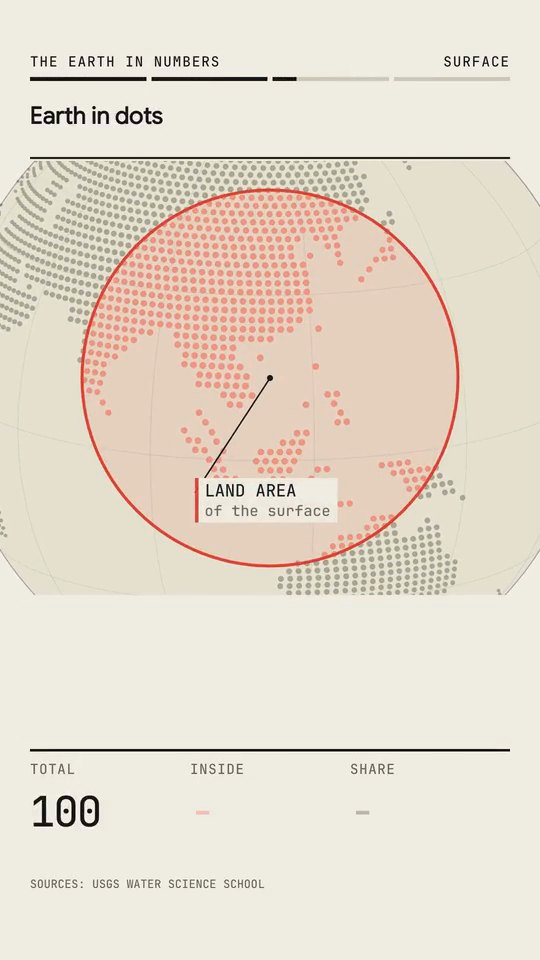 THE EARTH IN NUMBERS
SURFACE
Earth in dots
LAND AREA
of the surface
TOTAL
INSIDE
SHARE
100
–
–
SOURCES: USGS WATER SCIENCE SCHOOL